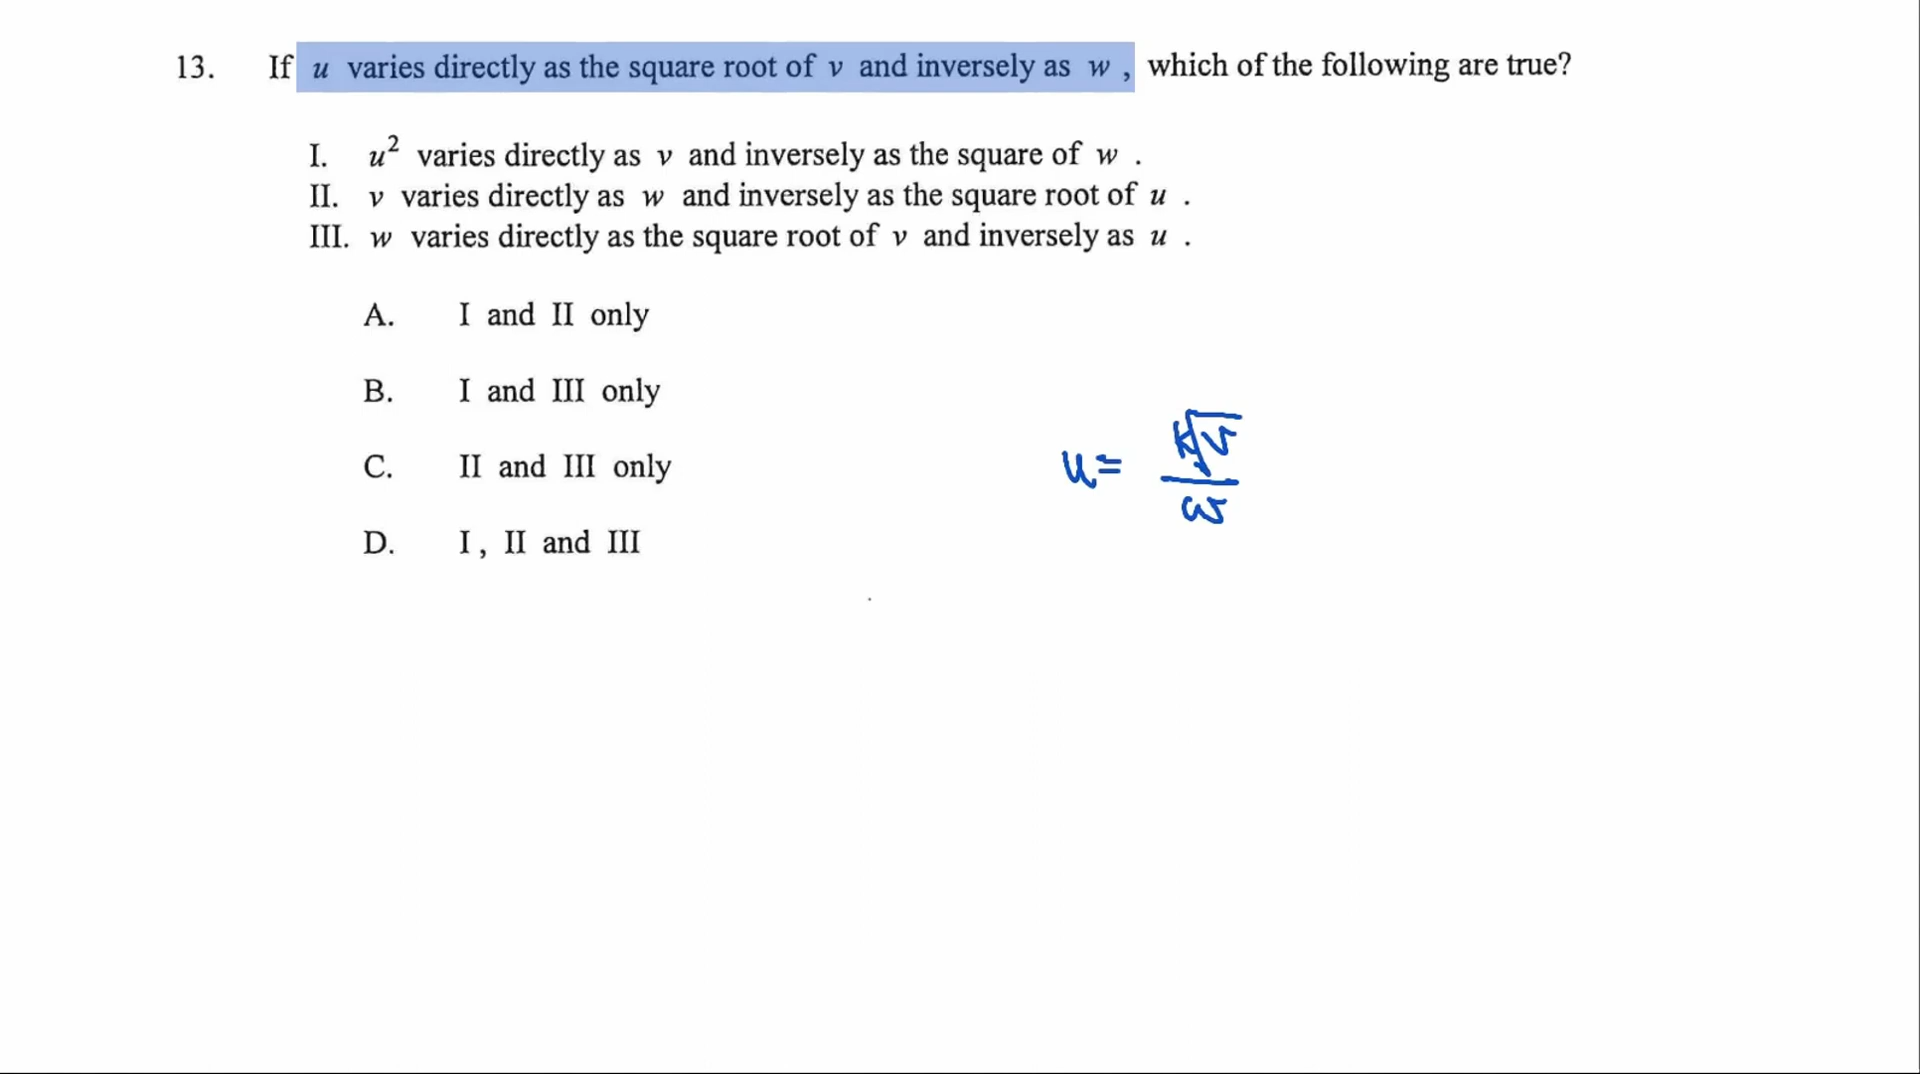 13. If u varies directly as the square root of v and inversely as w , which of the following are true?
I. u² varies directly as v and inversely as the square of w .
II. v varies directly as w and inversely as the square root of u .
III. w varies directly as the square root of v and inversely as u .
A. I and II only
B. I and III only
C. II and III only
D. I , II and III
u = k√v / w